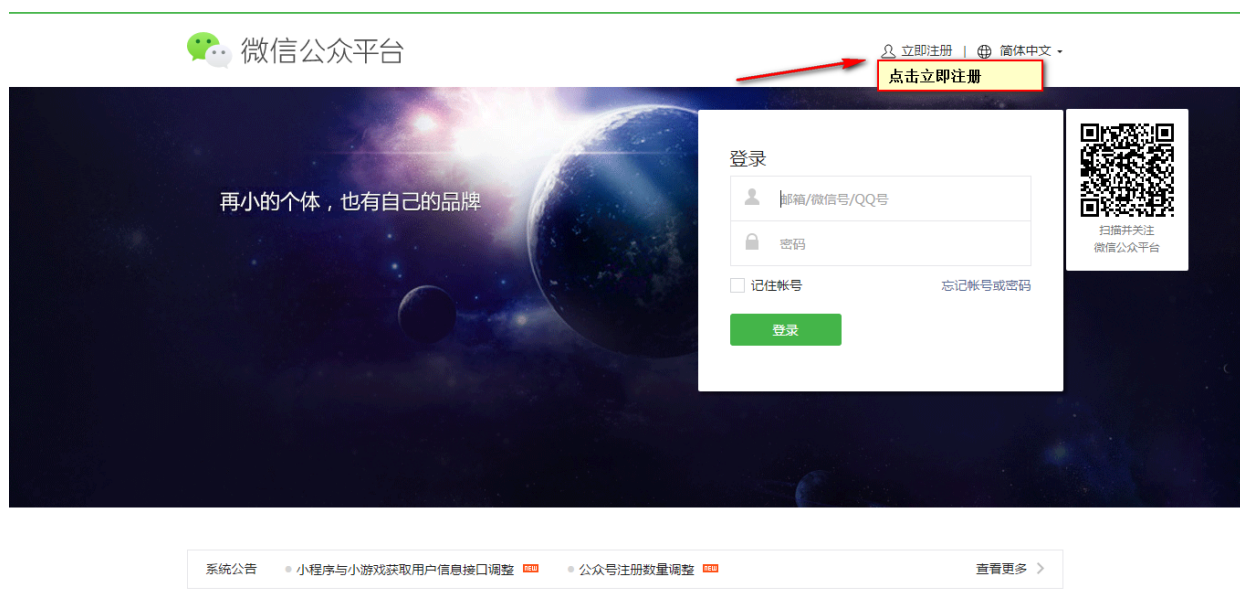 微信公众平台
立即注册 | 简体中文
点击立即注册
再小的个体，也有自己的品牌
登录
邮箱/微信号/QQ号
密码
记住帐号 忘记帐号或密码
登录
扫描并关注
微信公众平台
系统公告 小程序与小游戏获取用户信息接口调整 NEW 公众号注册数量调整 NEW 查看更多